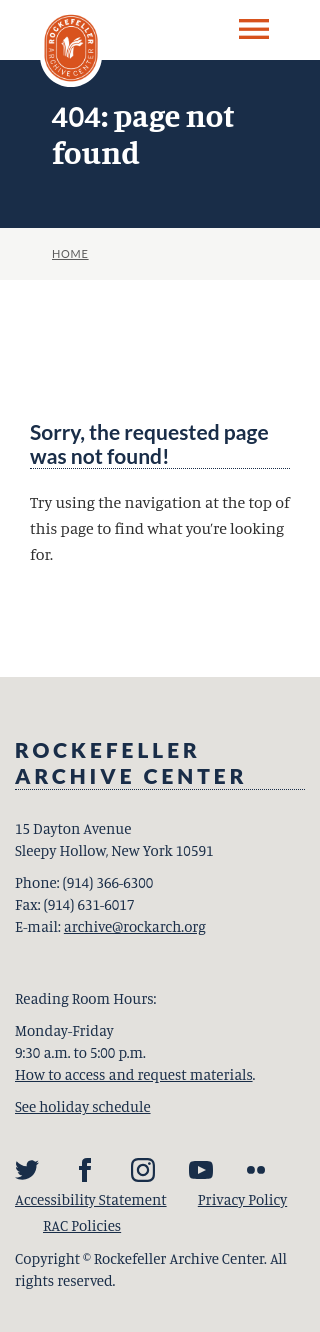 ROCKEFELLER
ARCHIVE CENTER
404: page not
found
HOME
Sorry, the requested page
was not found!
Try using the navigation at the top of
this page to find what you're looking
for.
ROCKEFELLER
ARCHIVE CENTER
15 Dayton Avenue
Sleepy Hollow, New York 10591
Phone: (914) 366-6300
Fax: (914) 631-6017
E-mail: archive@rockarch.org
Reading Room Hours:
Monday-Friday
9:30 a.m. to 5:00 p.m.
How to access and request materials.
See holiday schedule
Accessibility Statement Privacy Policy
RAC Policies
Copyright © Rockefeller Archive Center. All
rights reserved.